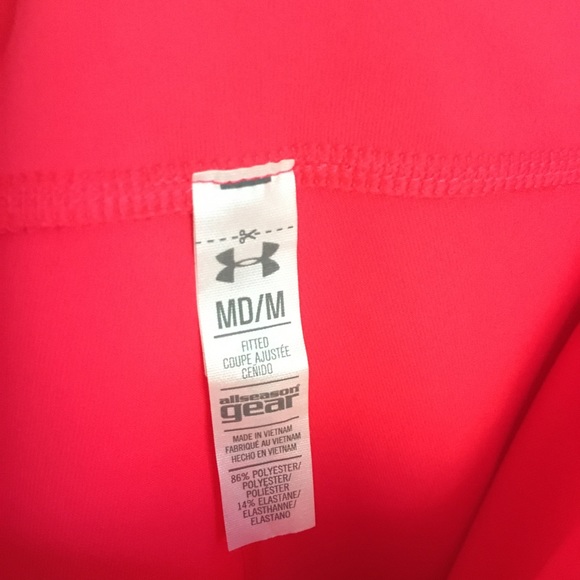 MD/M
FITTED
COUPE AJUSTÉE
CEÑIDO
allseason
gear
MADE IN VIETNAM
FABRIQUÉ AU VIETNAM
HECHO EN VIETNAM
86% POLYESTER/
POLYESTER/
POLIÉSTER
14% ELASTANE/
ELASTHANNE/
ELASTANO